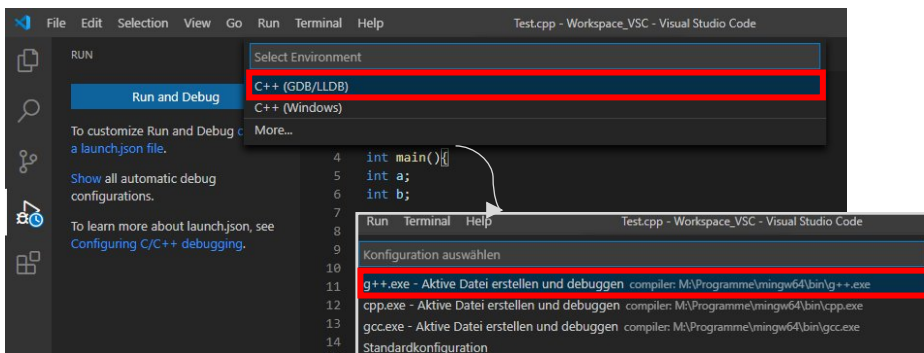 File Edit Selection View Go Run Terminal Help Test.cpp - Workspace_VSC - Visual Studio Code
RUN
Select Environment
C++ (GDB/LLDB)
C++ (Windows)
More...
Run and Debug
To customize Run and Debug
a launch.json file.
Show all automatic debug
configurations.
To learn more about launch.json, see
Configuring C/C++ debugging.
4 int main(){
5 int a;
6 int b;
7
8
9
10
11
12
13
14
Run Terminal Help Test.cpp - Workspace_VSC - Visual Studio Code
Konfiguration auswählen
g++.exe - Aktive Datei erstellen und debuggen compiler: M:\Programme\mingw64\bin\g++.exe
cpp.exe - Aktive Datei erstellen und debuggen compiler: M:\Programme\mingw64\bin\cpp.exe
gcc.exe - Aktive Datei erstellen und debuggen compiler: M:\Programme\mingw64\bin\gcc.exe
Standardkonfiguration